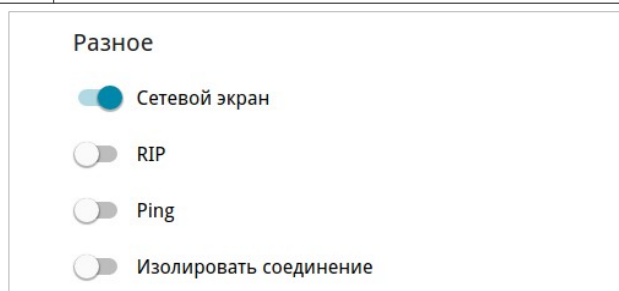 Разное
Сетевой экран
RIP
Ping
Изолировать соединение